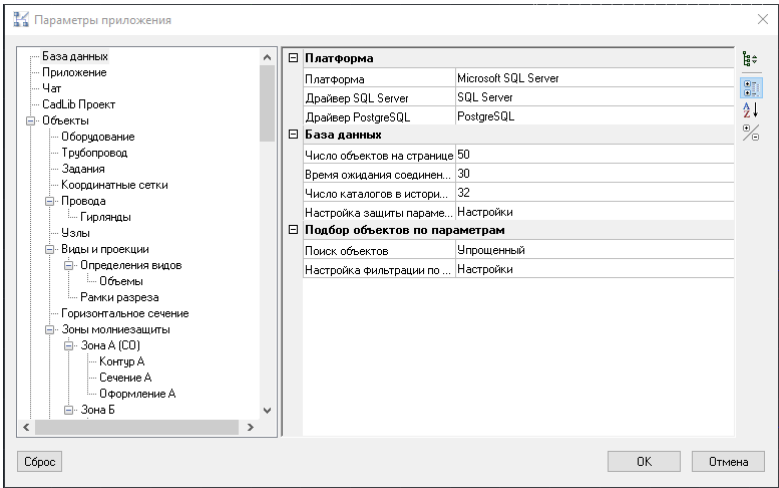 Параметры приложения
База данных
Приложение
Чат
CadLib Проект
Объекты
Оборудование
Трубопровод
Задания
Координатные сетки
Провода
Гирлянды
Узлы
Виды и проекции
Определения видов
Объемы
Рамки разреза
Горизонтальное сечение
Зоны молниезащиты
Зона А (СО)
Контур А
Сечение А
Оформление А
Зона Б
Платформа
Платформа Microsoft SQL Server
Драйвер SQL Server SQL Server
Драйвер PostgreSQL PostgreSQL
База данных
Число объектов на странице 50
Время ожидания соединен... 30
Число каталогов в истори... 32
Настройка защиты параме... Настройки
Подбор объектов по параметрам
Поиск объектов Упрощенный
Настройка фильтрации по ... Настройки
Сброс
OK
Отмена